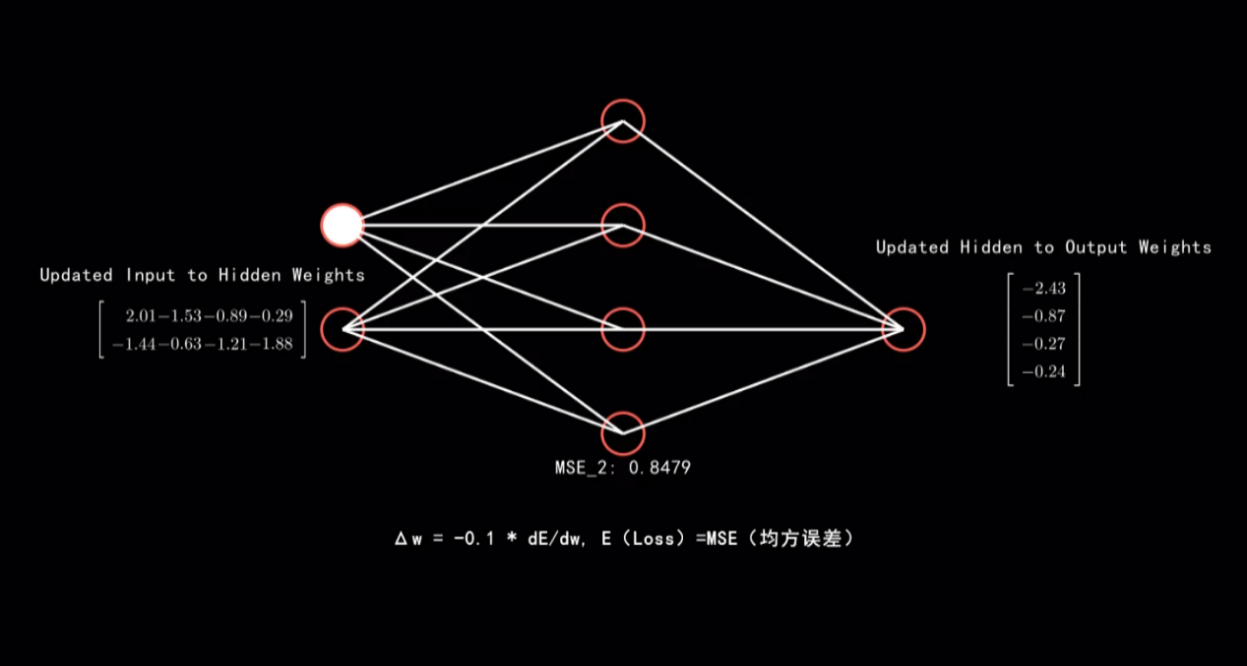 Updated Hidden to Output Weights
Updated Input to Hidden Weights
2.01−1.53−0.89−0.29
−1.44−0.63−1.21−1.88
−2.43
−0.87
−0.27
−0.24
MSE_2: 0.8479
Δw = -0.1 * dE/dw, E（Loss）=MSE（均方误差）